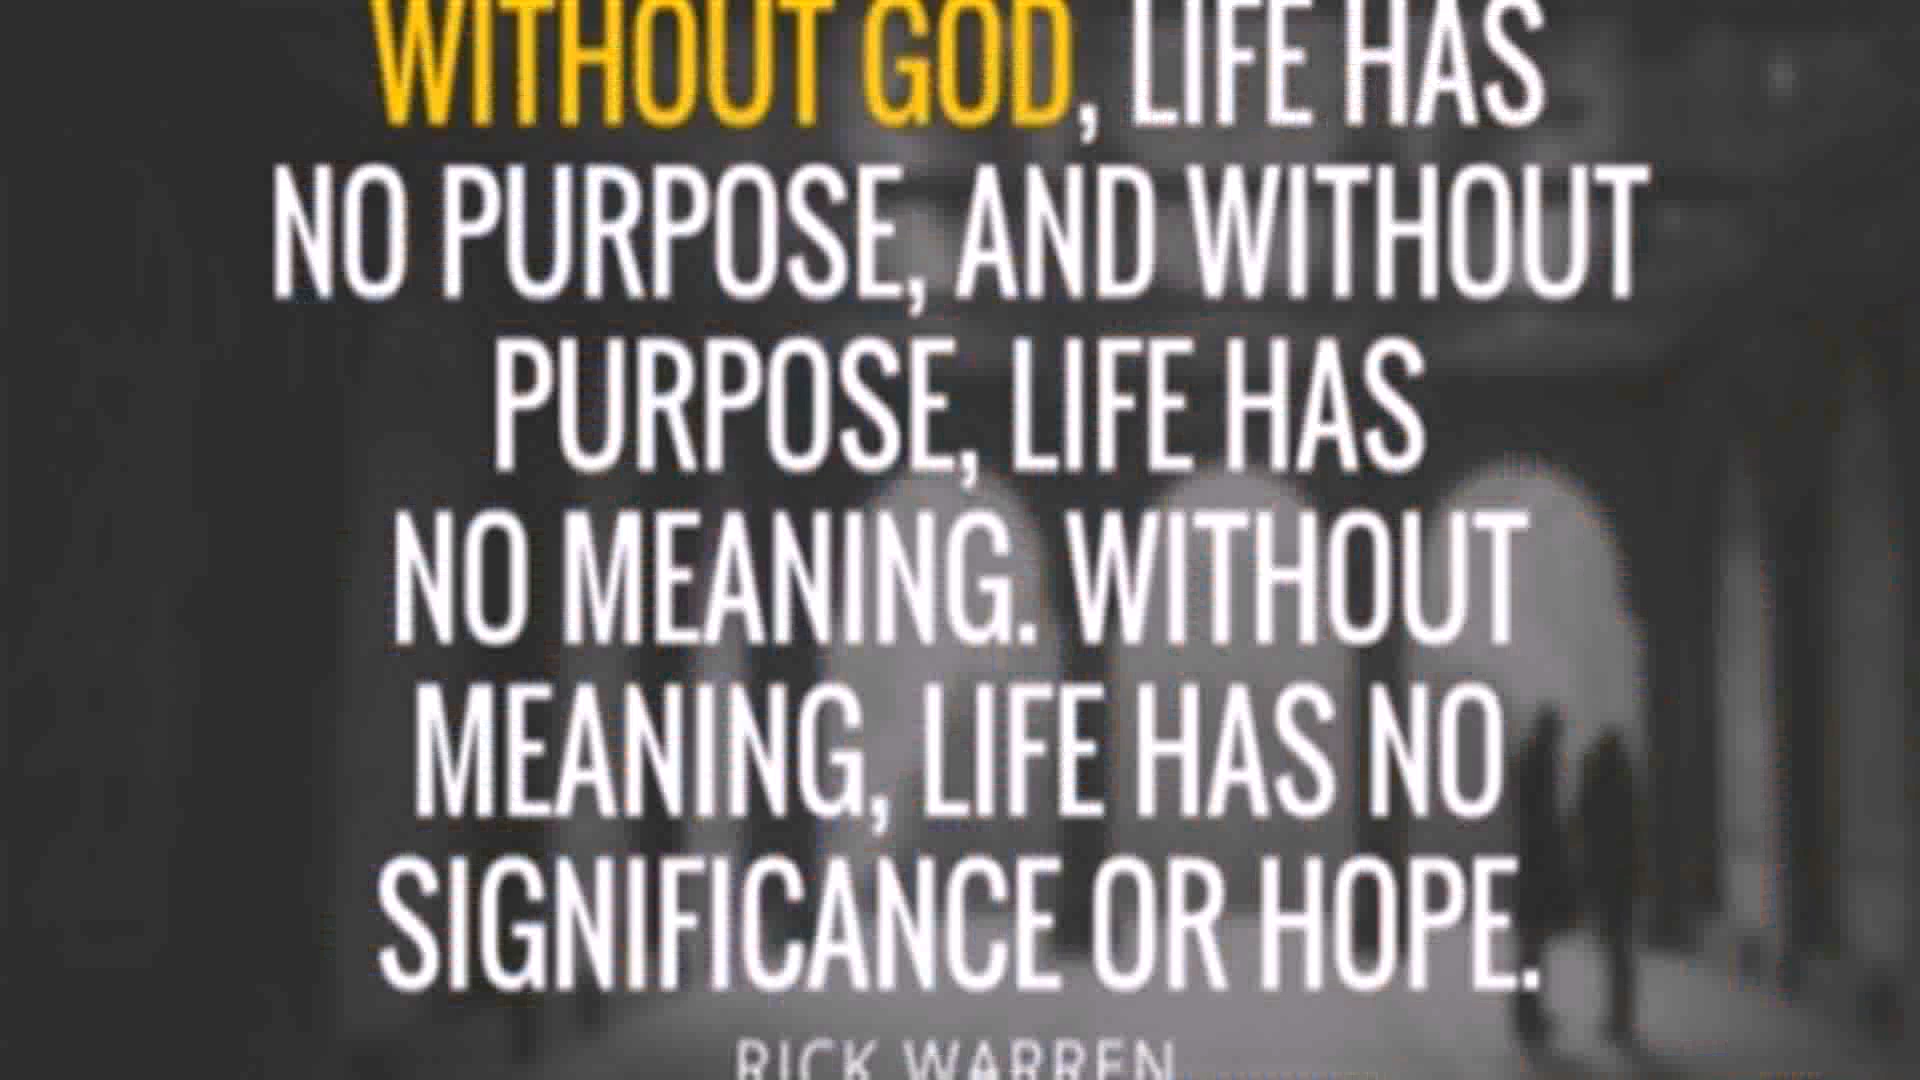 WITHOUT GOD, LIFE HAS
NO PURPOSE, AND WITHOUT
PURPOSE, LIFE HAS
NO MEANING. WITHOUT
MEANING, LIFE HAS NO
SIGNIFICANCE OR HOPE.
RICK WARREN